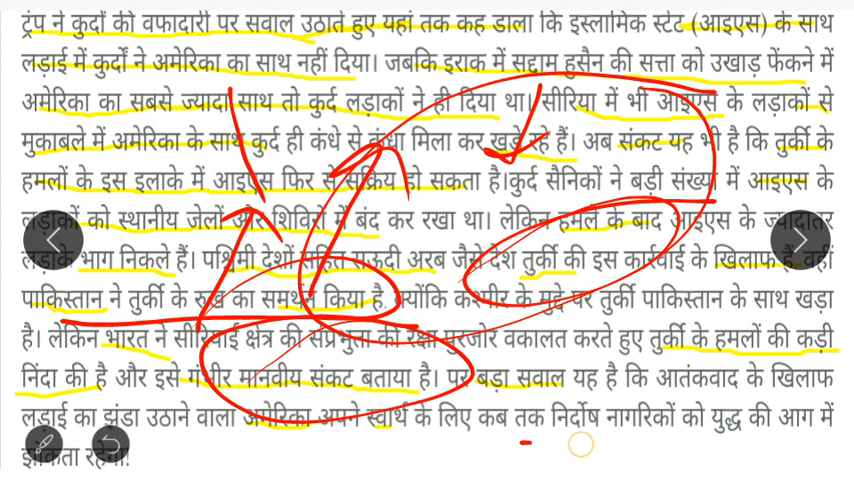 ट्रंप ने कुर्दों की वफादारी पर सवाल उठाते हुए यहां तक कह डाला कि इस्लामिक स्टेट (आइएस) के साथ
लड़ाई में कुर्दों ने अमेरिका का साथ नहीं दिया। जबकि इराक में सद्दाम हुसैन की सत्ता को उखाड़ फेंकने में
अमेरिका का सबसे ज्यादा साथ तो कुर्द लड़ाकों ने ही दिया था। सीरिया में भी आइएस के लड़ाकों से
मुकाबले में अमेरिका के साथ कुर्द ही कंधे से कंधा मिला कर खड़े रहे हैं। अब संकट यह भी है कि तुर्की के
हमलों के इस इलाके में आइएस फिर से सक्रिय हो सकता है।कुर्द सैनिकों ने बड़ी संख्या में आइएस के
लड़ाकों को स्थानीय जेलों और शिविरों में बंद कर रखा था। लेकिन हमले के बाद आइएस के ज्यादातर
लड़ाके भाग निकले हैं। पश्चिमी देशों सहित सऊदी अरब जैसे देश तुर्की की इस कार्रवाई के खिलाफ हैं, वहीं
पाकिस्तान ने तुर्की के रुख का समर्थन किया है, क्योंकि कश्मीर के मुद्दे पर तुर्की पाकिस्तान के साथ खड़ा
है। लेकिन भारत ने सीरियाई क्षेत्र की संप्रभुता की रक्षा पुरजोर वकालत करते हुए तुर्की के हमलों की कड़ी
निंदा की है और इसे गंभीर मानवीय संकट बताया है। पर बड़ा सवाल यह है कि आतंकवाद के खिलाफ
लड़ाई का झंडा उठाने वाला अमेरिका अपने स्वार्थ के लिए कब तक निर्दोष नागरिकों को युद्ध की आग में
झोंकता रहेगा!